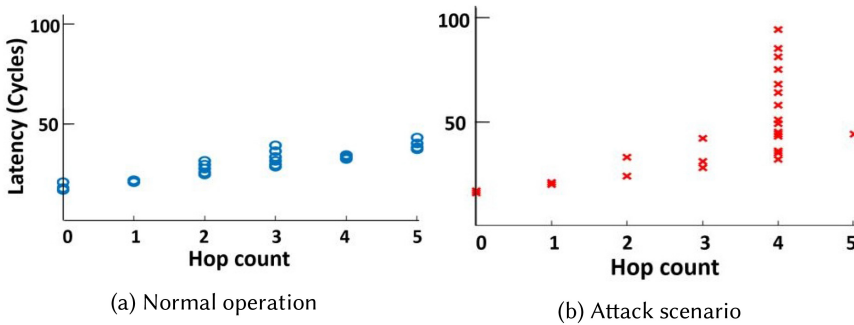 Latency (Cycles)
100
50
0 1 2 3 4 5
Hop count
(a) Normal operation
100
50
0 1 2 3 4 5
Hop count
(b) Attack scenario